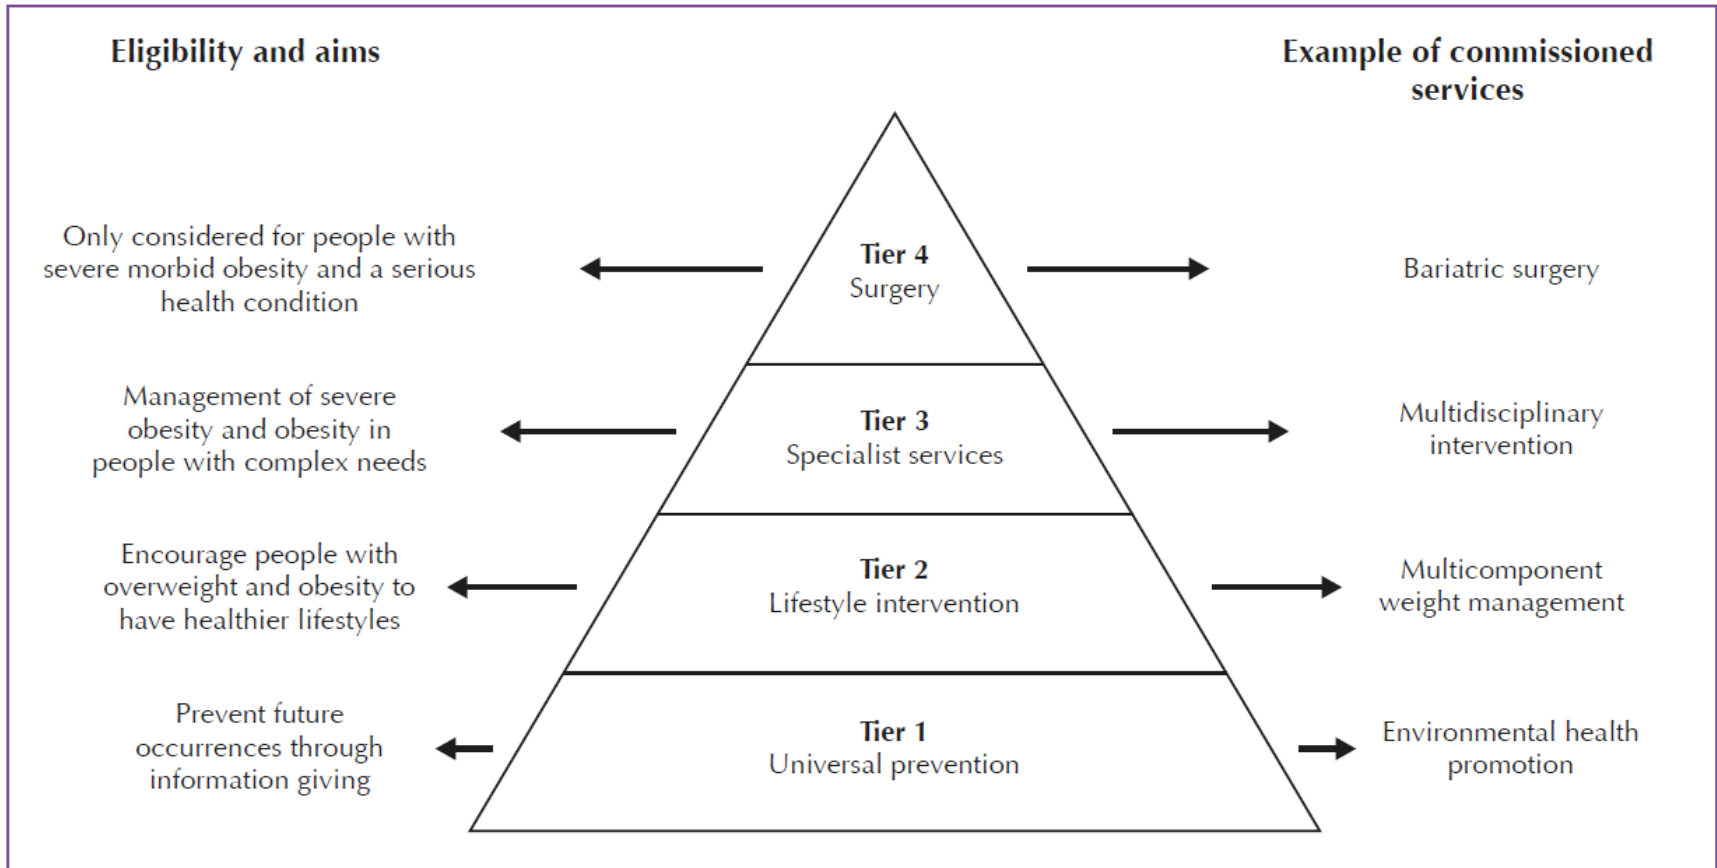 Eligibility and aims
Example of commissioned
services
Only considered for people with
severe morbid obesity and a serious
health condition
Tier 4
Surgery
Bariatric surgery
Management of severe
obesity and obesity in
people with complex needs
Tier 3
Specialist services
Multidisciplinary
intervention
Encourage people with
overweight and obesity to
have healthier lifestyles
Tier 2
Lifestyle intervention
Multicomponent
weight management
Prevent future
occurrences through
information giving
Tier 1
Universal prevention
Environmental health
promotion